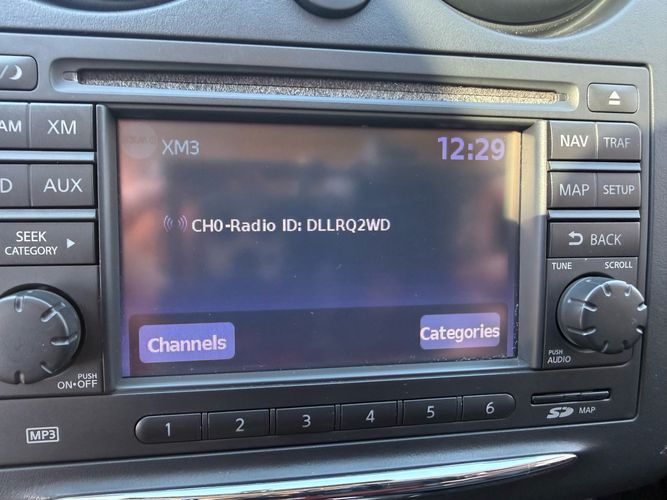 AM
XM
D
AUX
SEEK
CATEGORY
PUSH
ON•OFF
MP3
XM3
12:29
CH0-Radio ID: DLLRQ2WD
Channels
Categories
1 2 3 4 5 6
NAV
TRAF
MAP
SETUP
BACK
TUNE SCROLL
PUSH
AUDIO
SD MAP